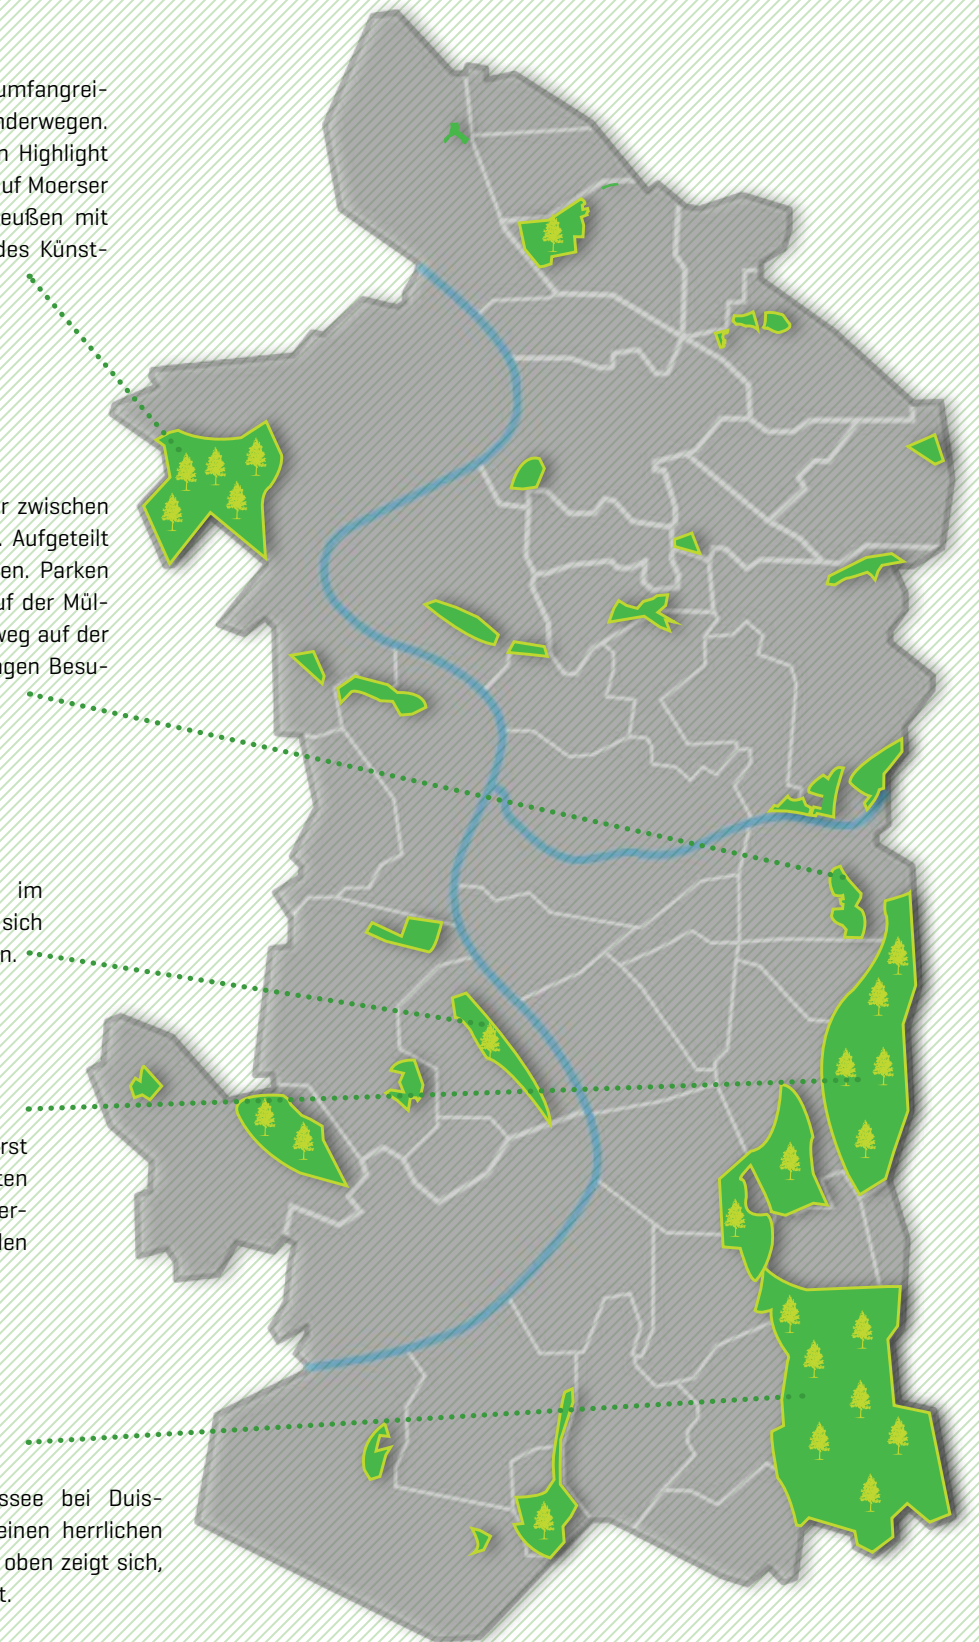 umfangrei-
nderwegen.
n Highlight
uf Moerser
eußen mit
des Künst-
r zwischen
. Aufgeteilt
en. Parken
uf der Mül-
weg auf der
ngen Besu-
im
sich
n.
rst
ten
er-
den
ssee bei Duis-
einen herrlichen
oben zeigt sich,
t.